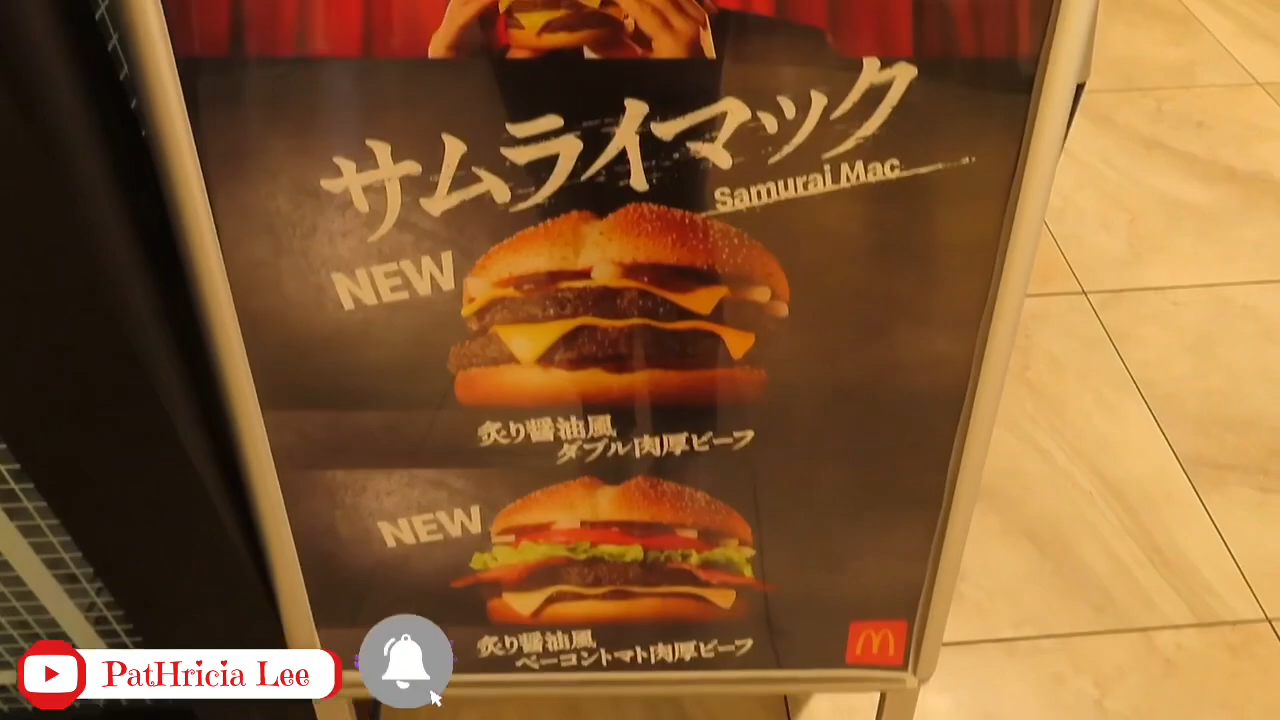 サムライマック
Samurai Mac
NEW
炙り醤油風
ダブル肉厚ビーフ
NEW
炙り醤油風
ベーコントマト肉厚ビーフ
PatHricia Lee